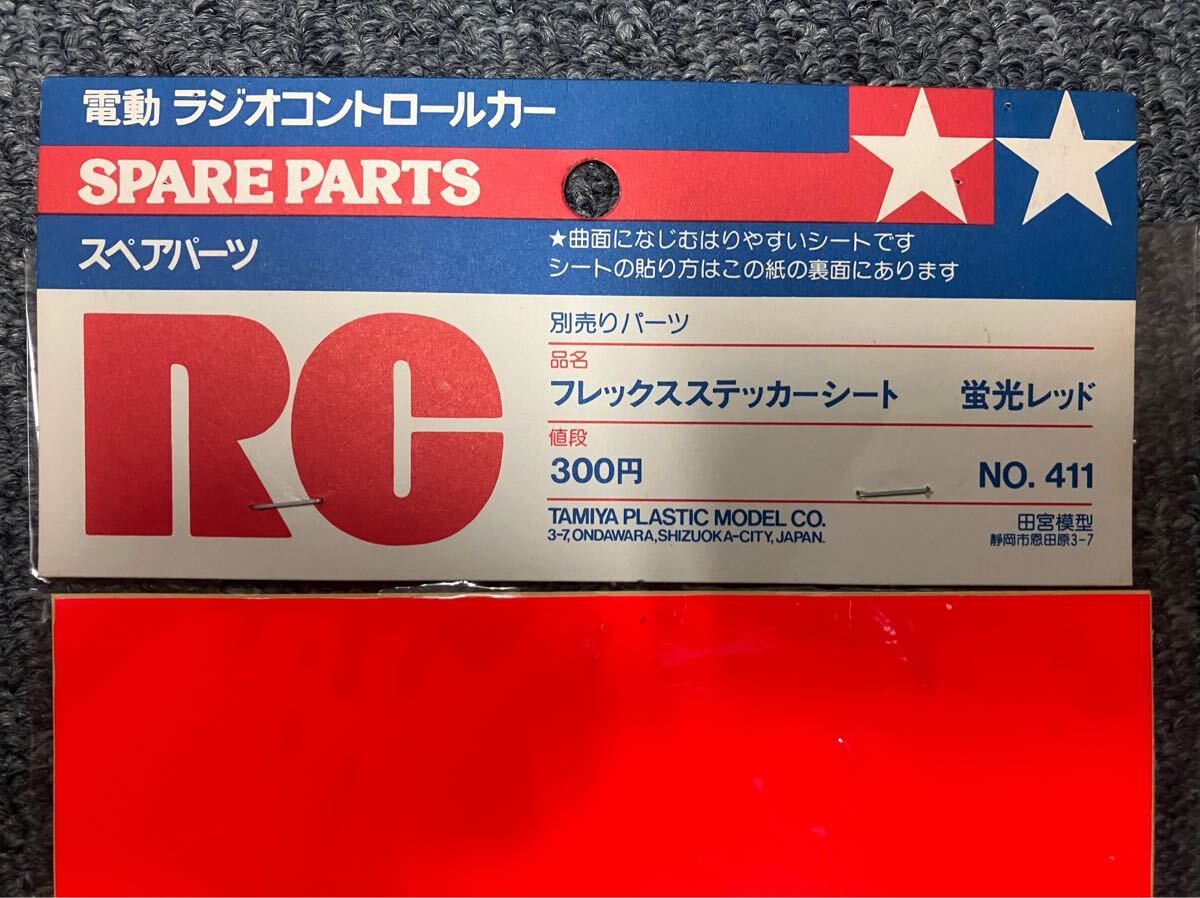 電動 ラジオコントロールカー
SPARE PARTS
スペアパーツ
★曲面になじむはりやすいシートです
シートの貼り方はこの紙の裏面にあります
RC
別売りパーツ
品名
フレックスステッカーシート 蛍光レッド
値段
300円 NO. 411
TAMIYA PLASTIC MODEL CO.
3-7, ONDAWARA, SHIZUOKA-CITY, JAPAN.
田宮模型
静岡市恩田原3-7